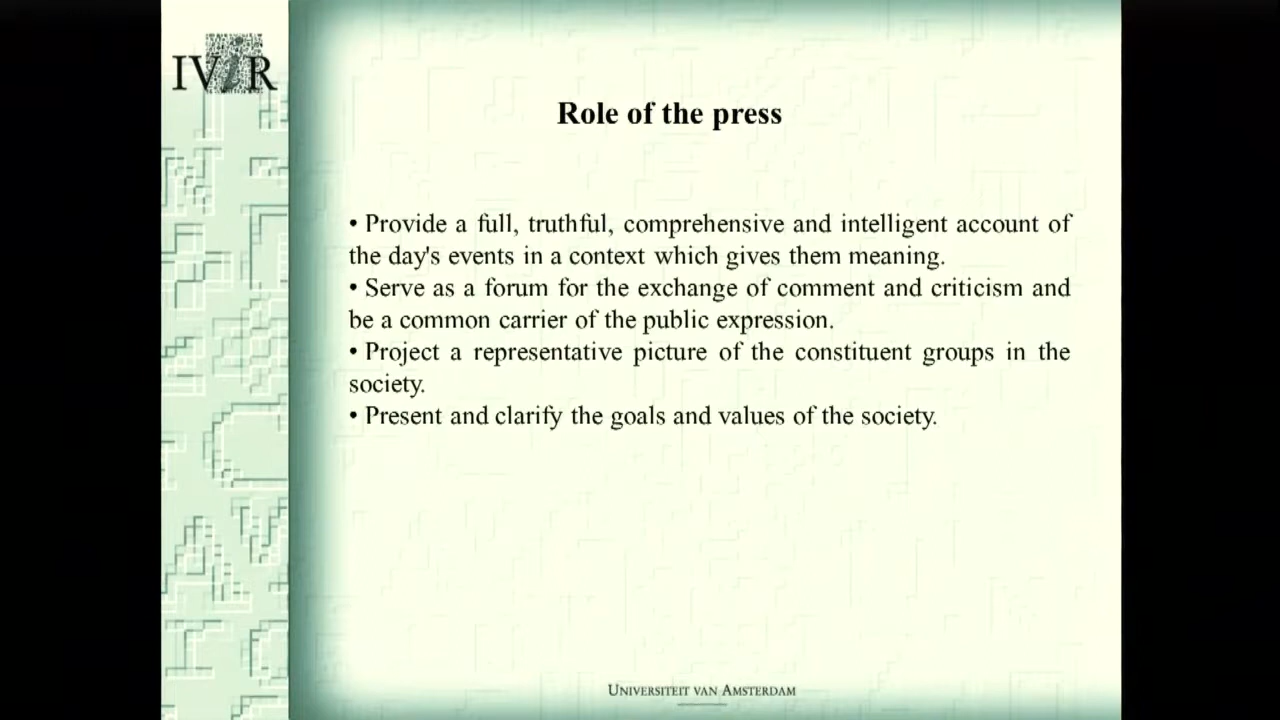 IViR
Role of the press
• Provide a full, truthful, comprehensive and intelligent account of
the day's events in a context which gives them meaning.
• Serve as a forum for the exchange of comment and criticism and
be a common carrier of the public expression.
• Project a representative picture of the constituent groups in the
society.
• Present and clarify the goals and values of the society.
UNIVERSITEIT VAN AMSTERDAM